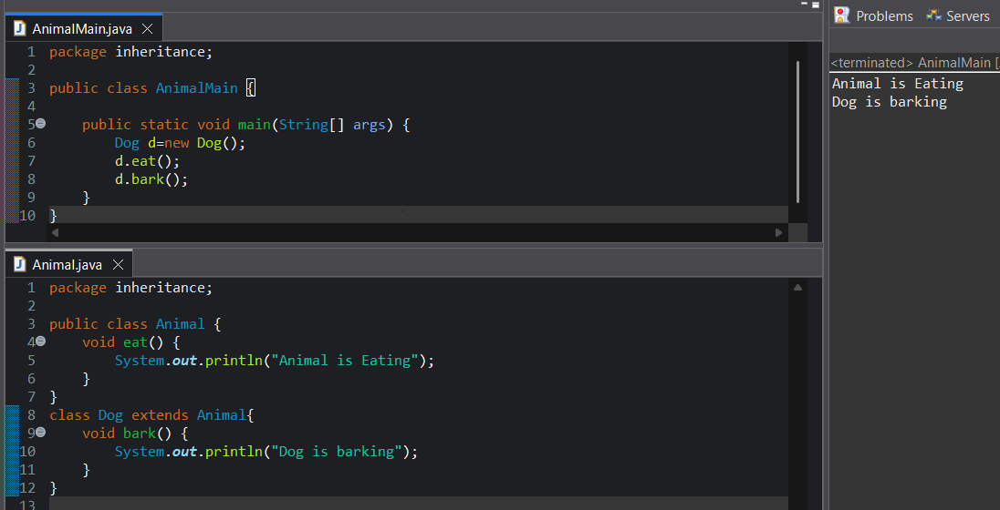 AnimalMain.java
1 package inheritance;
2
3 public class AnimalMain {
4
5     public static void main(String[] args) {
6         Dog d=new Dog();
7         d.eat();
8         d.bark();
9     }
10 }
Animal.java
1 package inheritance;
2
3 public class Animal {
4     void eat() {
5         System.out.println("Animal is Eating");
6     }
7 }
8 class Dog extends Animal{
9     void bark() {
10         System.out.println("Dog is barking");
11     }
12 }
13
Problems Servers
<terminated> AnimalMain [
Animal is Eating
Dog is barking